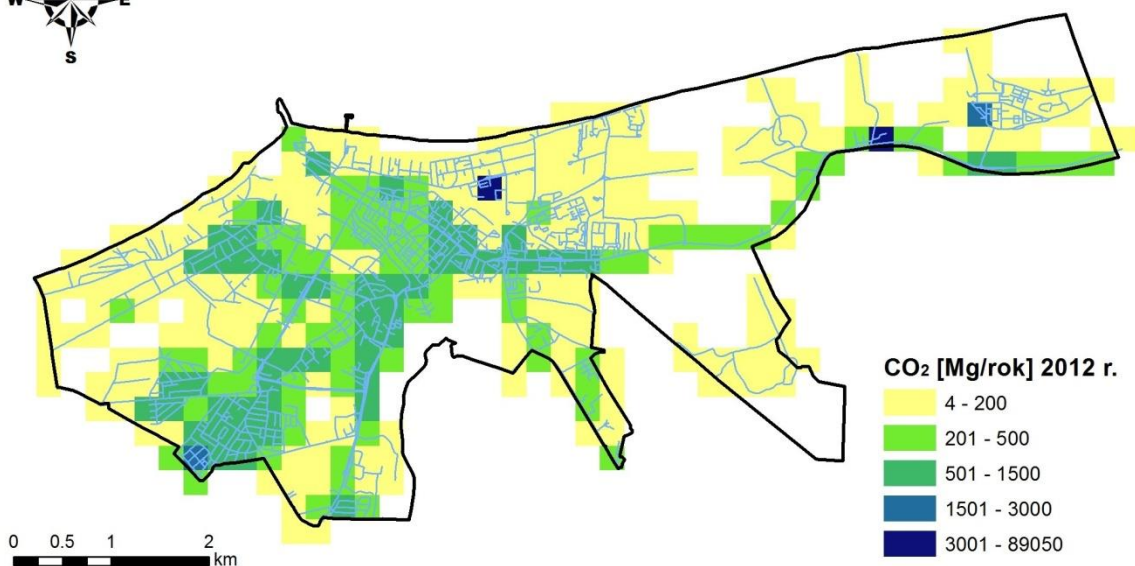 W
E
S
CO₂ [Mg/rok] 2012 r.
4 - 200
201 - 500
501 - 1500
1501 - 3000
3001 - 89050
0 0.5 1 2
km